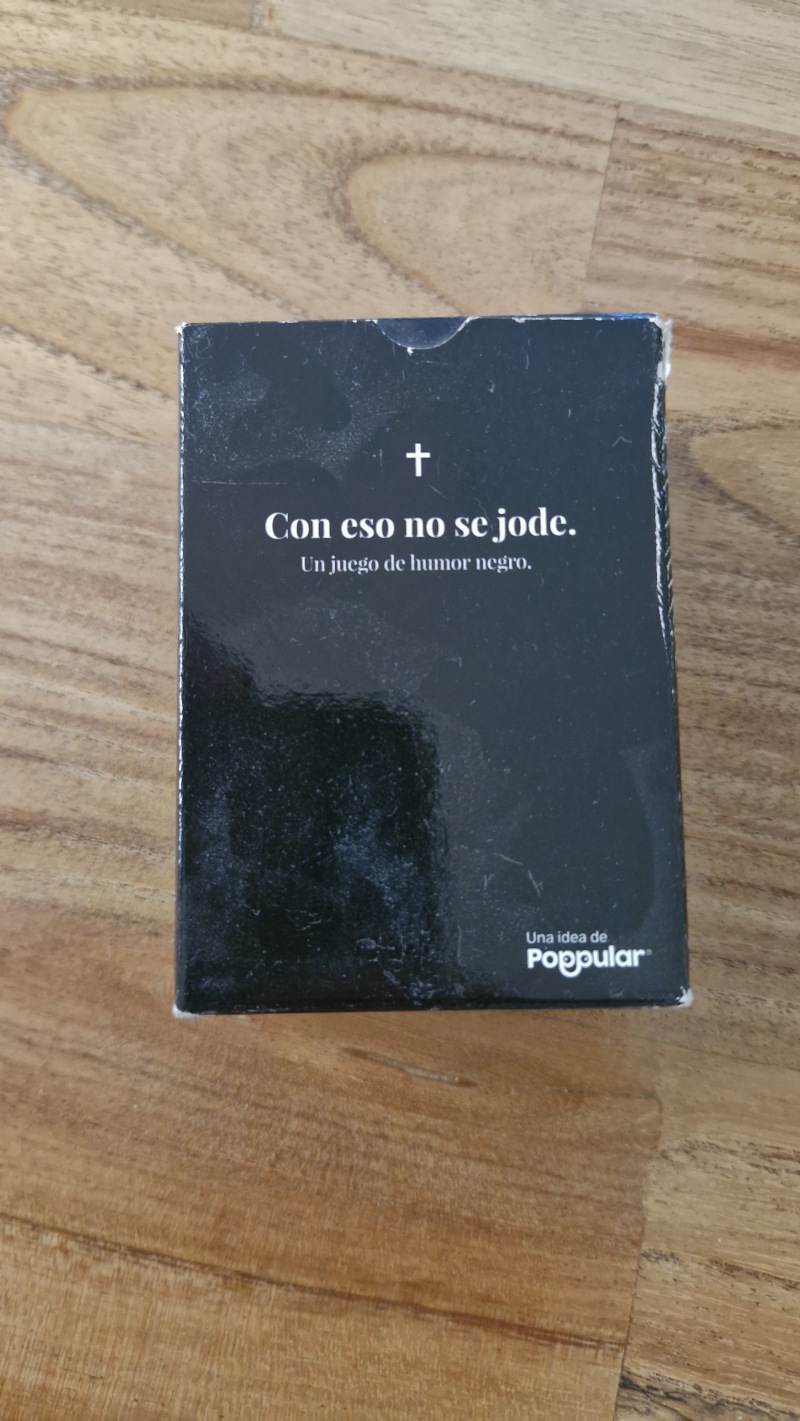 Con eso no se jode.
Un juego de humor negro.
Una idea de
Poppular®